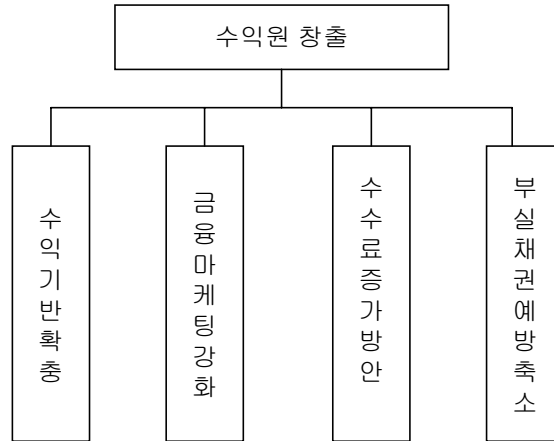 수익원 창출
수익기반확충
금융마케팅강화
수수료증가방안
부실채권예방축소